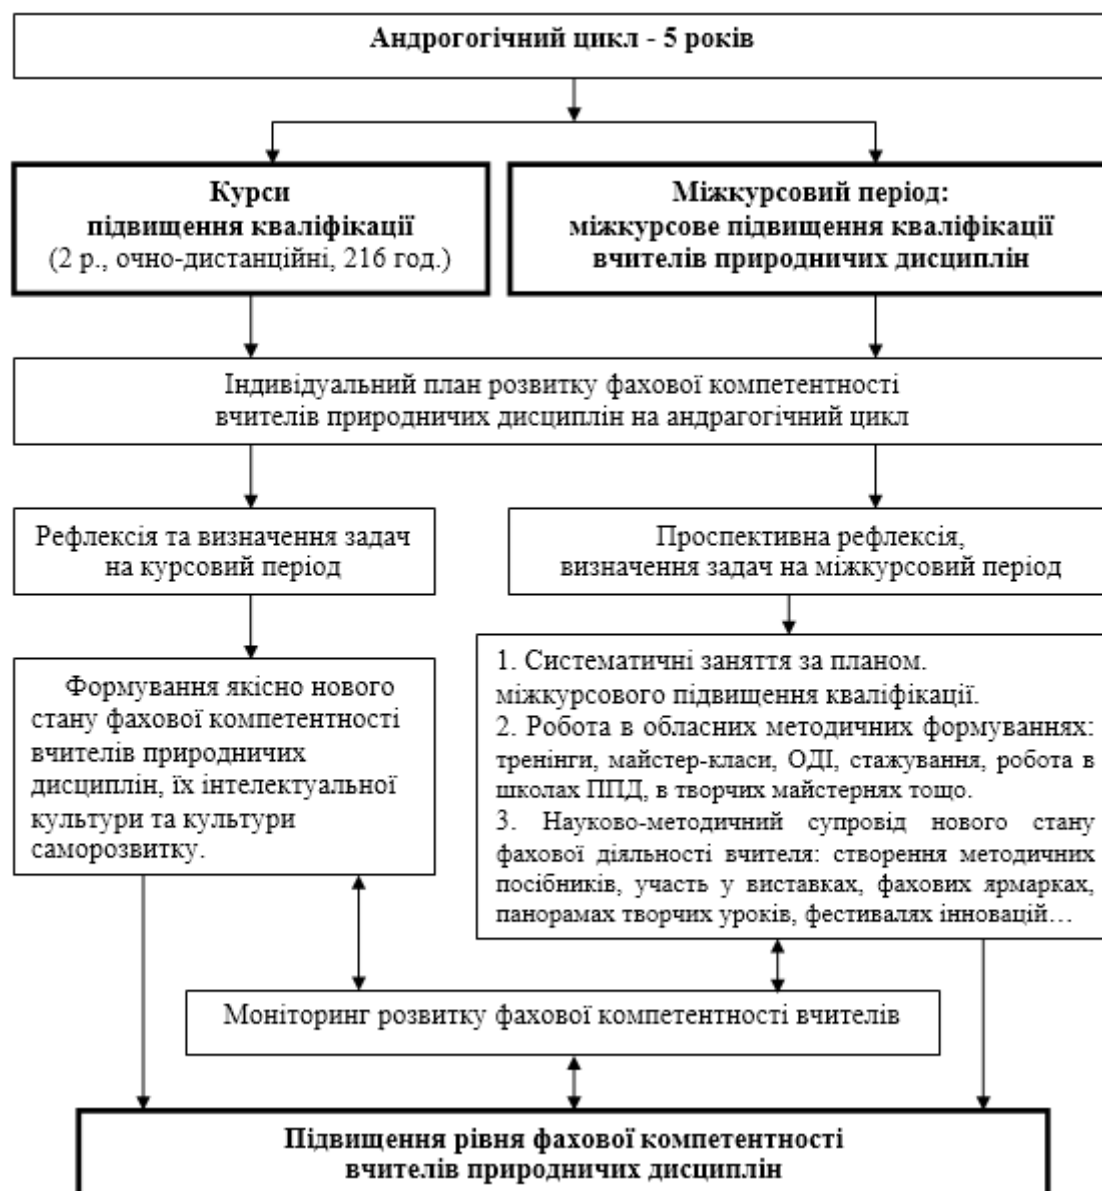 Андрогогічний цикл - 5 років
Курси
підвищення кваліфікації
(2 р., очно-дистанційні, 216 год.)
Міжкурсовий період:
міжкурсове підвищення кваліфікації
вчителів природничих дисциплін
Індивідуальний план розвитку фахової компетентності
вчителів природничих дисциплін на андрагогічний цикл
Рефлексія та визначення задач
на курсовий період
Проспективна рефлексія,
визначення задач на міжкурсовий період
Формування якісно нового
стану фахової компетентності
вчителів природничих
дисциплін, їх інтелектуальної
культури та культури
саморозвитку.
1. Систематичні заняття за планом.
міжкурсового підвищення кваліфікації.
2. Робота в обласних методичних формуваннях:
тренінги, майстер-класи, ОДІ, стажування, робота в
школах ППД, в творчих майстернях тощо.
3. Науково-методичний супровід нового стану
фахової діяльності вчителя: створення методичних
посібників, участь у виставках, фахових ярмарках,
панорамах творчих уроків, фестивалях інновацій…
Моніторинг розвитку фахової компетентності вчителів
Підвищення рівня фахової компетентності
вчителів природничих дисциплін